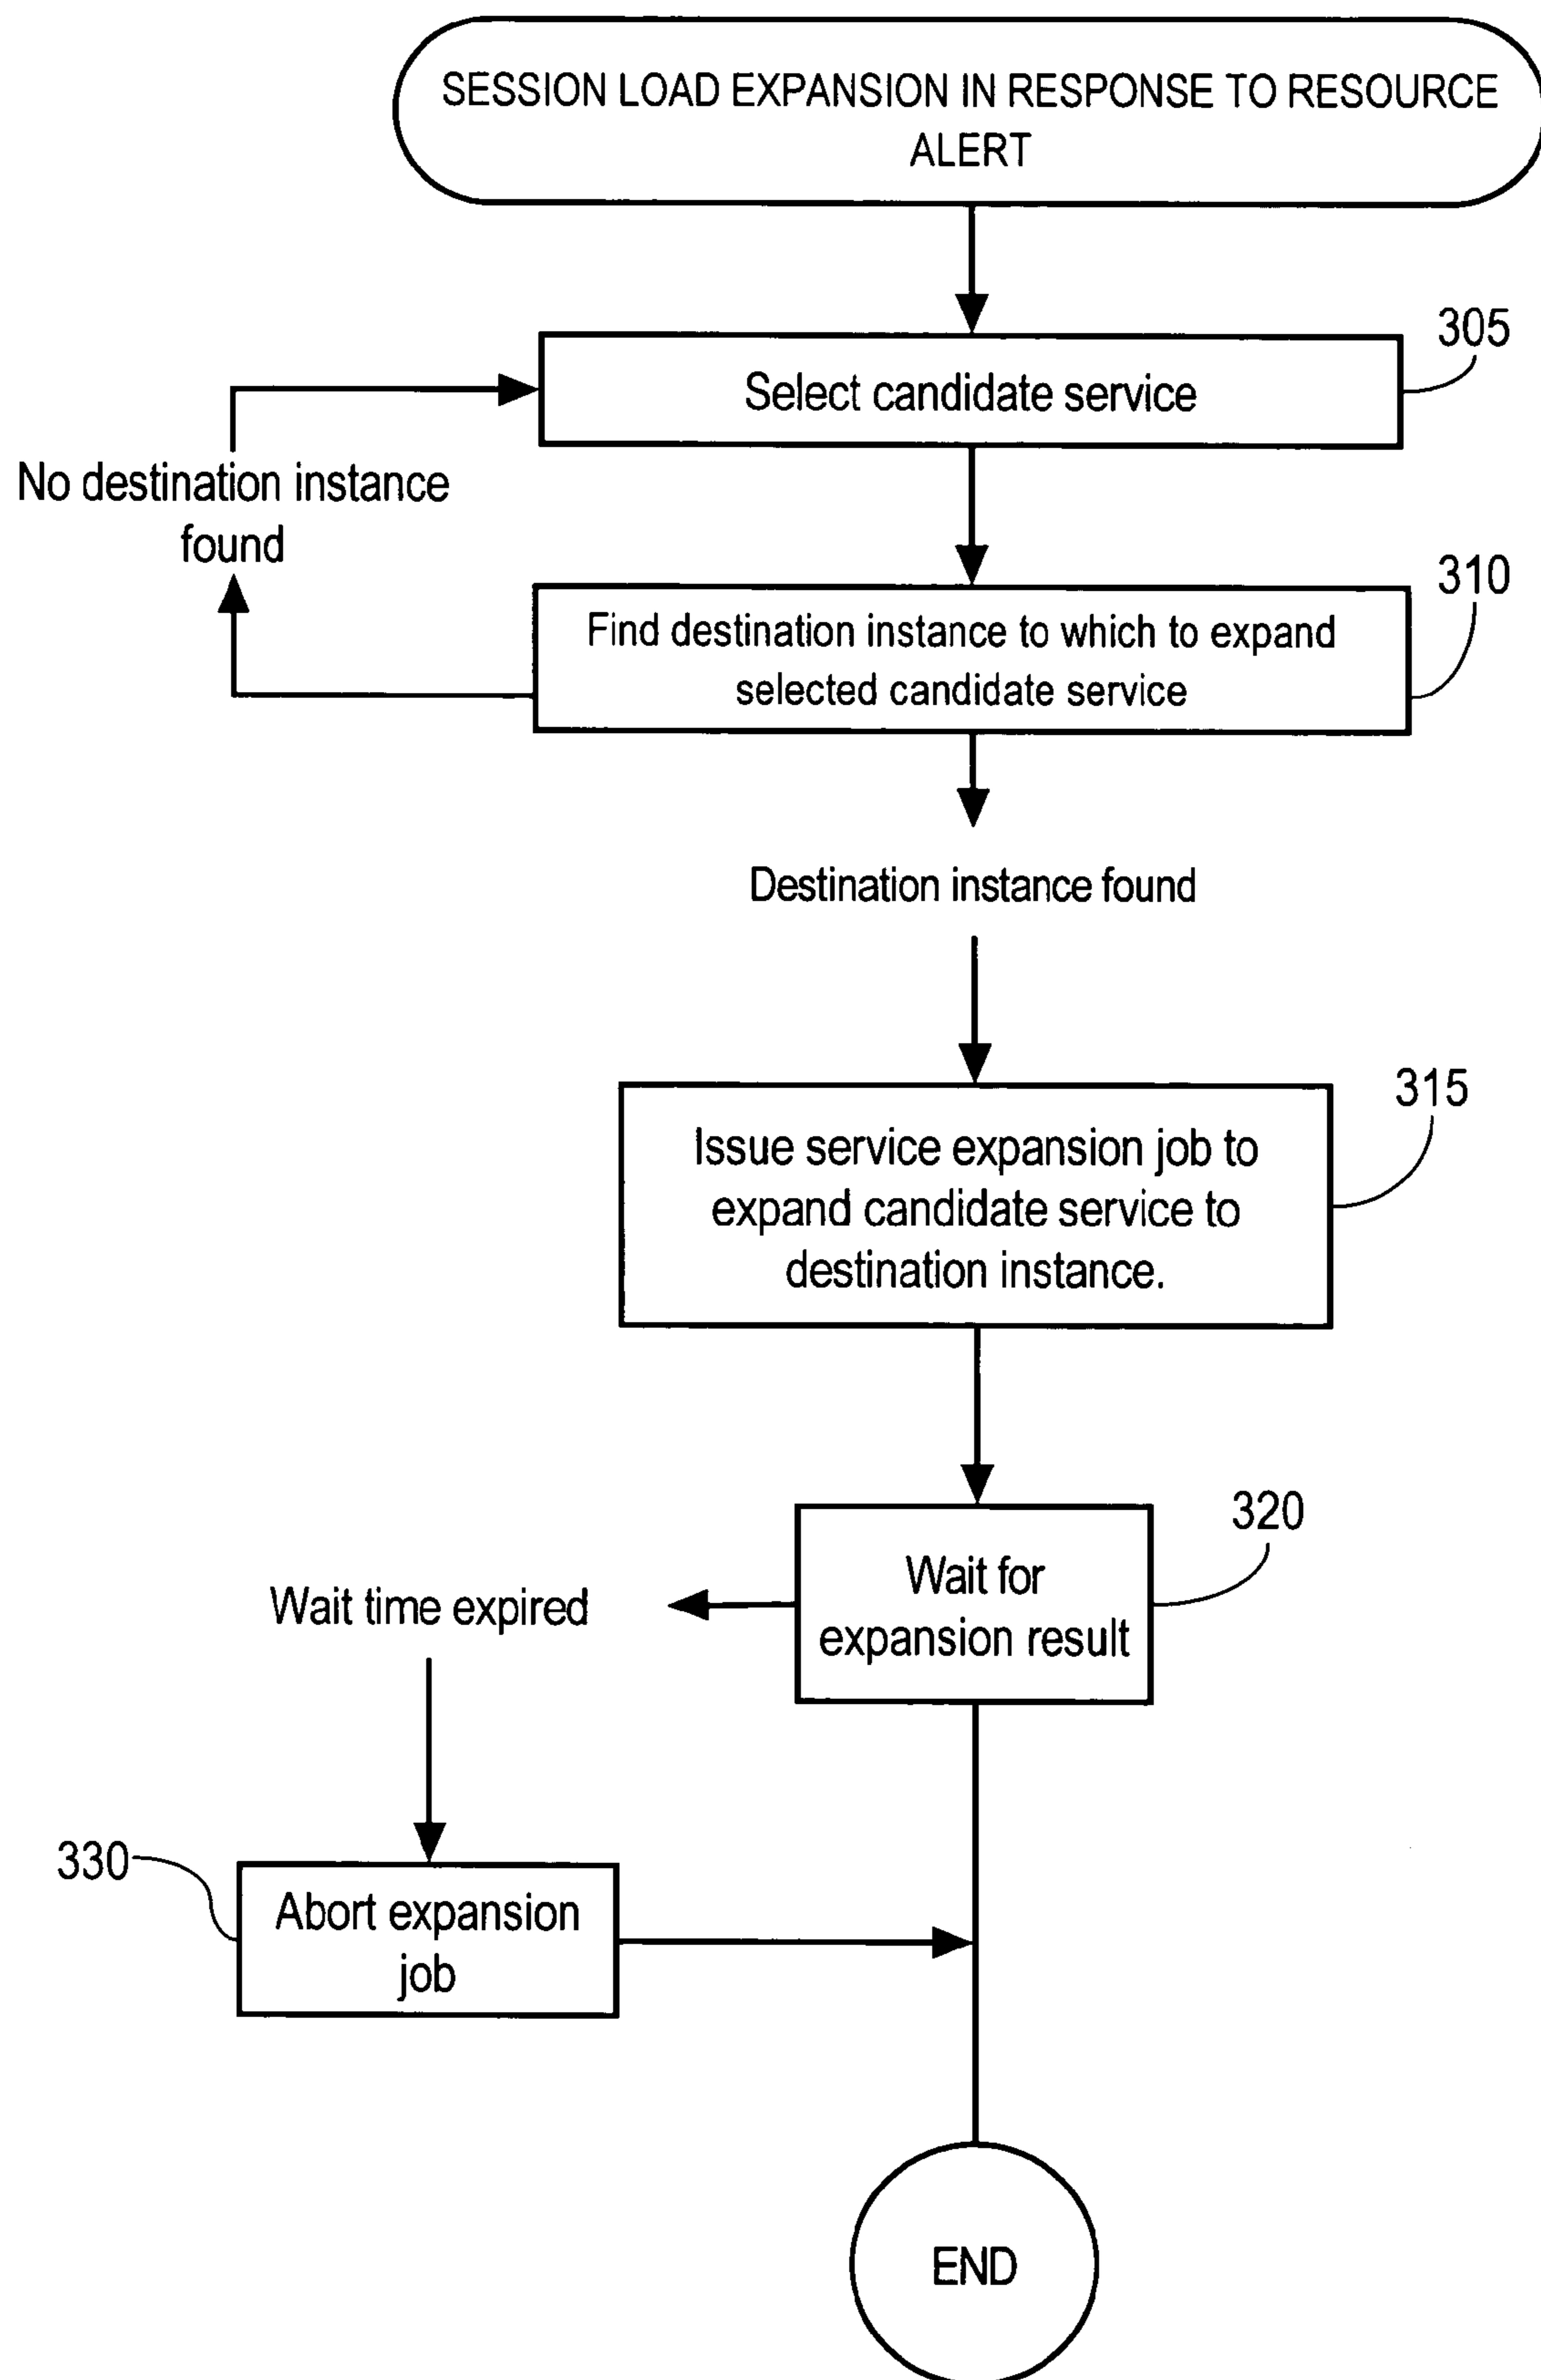 SESSION LOAD EXPANSION IN RESPONSE TO RESOURCE
ALERT
305
Select candidate service
No destination instance
found
310
Find destination instance to which to expand
selected candidate service
Destination instance found
315
Issue service expansion job to
expand candidate service to
destination instance.
320
Wait for
expansion result
Wait time expired
330
Abort expansion
job
END